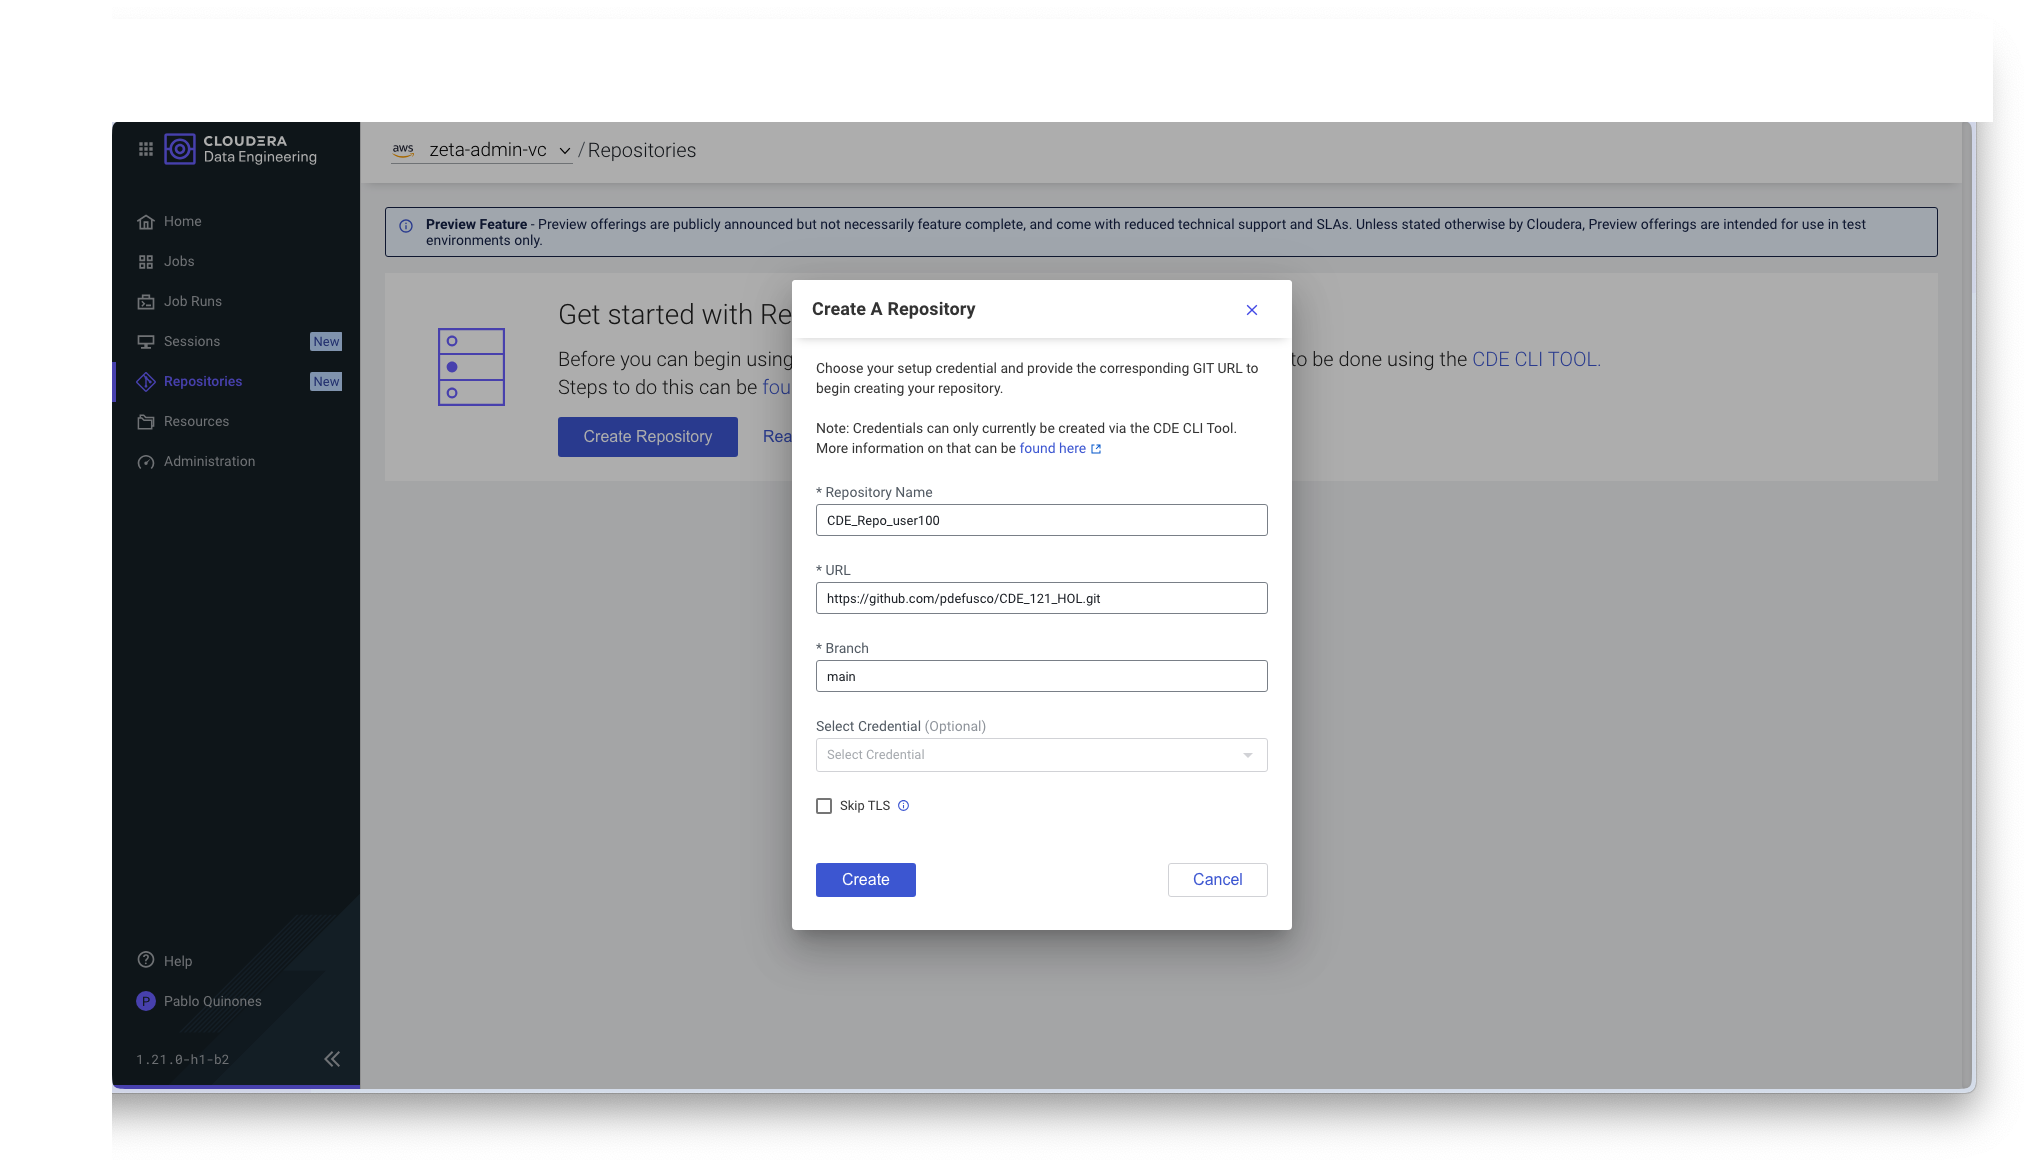 CLOUDERA
Data Engineering
Home
Jobs
Job Runs
Sessions New
Repositories New
Resources
Administration
Help
P Pablo Quinones
1.21.0-h1-b2
aws zeta-admin-vc / Repositories
Preview Feature - Preview offerings are publicly announced but not necessarily feature complete, and come with reduced technical support and SLAs. Unless stated otherwise by Cloudera, Preview offerings are intended for use in test
environments only.
Get started with Re
Before you can begin using to be done using the CDE CLI TOOL.
Steps to do this can be fou
Create Repository Rea
Create A Repository
Choose your setup credential and provide the corresponding GIT URL to
begin creating your repository.
Note: Credentials can only currently be created via the CDE CLI Tool.
More information on that can be found here
* Repository Name
CDE_Repo_user100
* URL
https://github.com/pdefusco/CDE_121_HOL.git
* Branch
main
Select Credential (Optional)
Select Credential
Skip TLS
Create Cancel